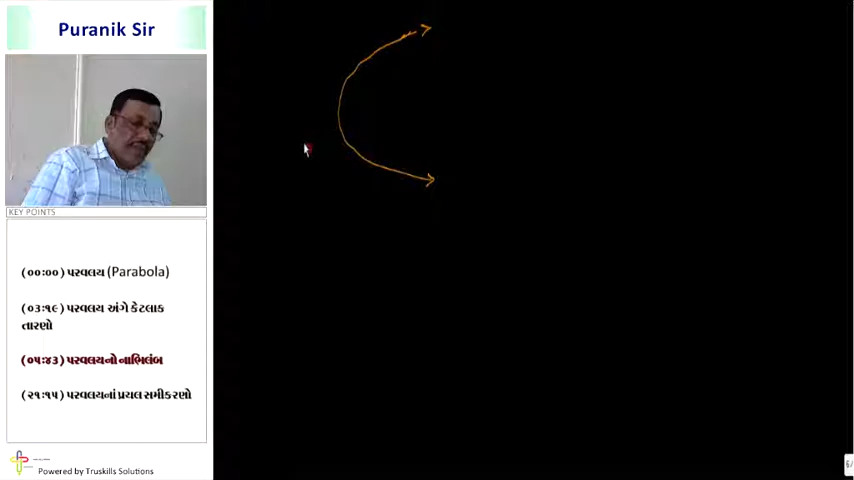 Puranik Sir
KEY POINTS
(૦૦:૦૦) પરવલય (Parabola)
(૦૩:૧૯) પરવલય અંગે કેટલાક
તારણો
(૦૫:૪૩) પરવલયનો નાભિલંબ
(૨૧:૧૫) પરવલયનાં પ્રચલ સમીકરણો
Powered by Truskills Solutions